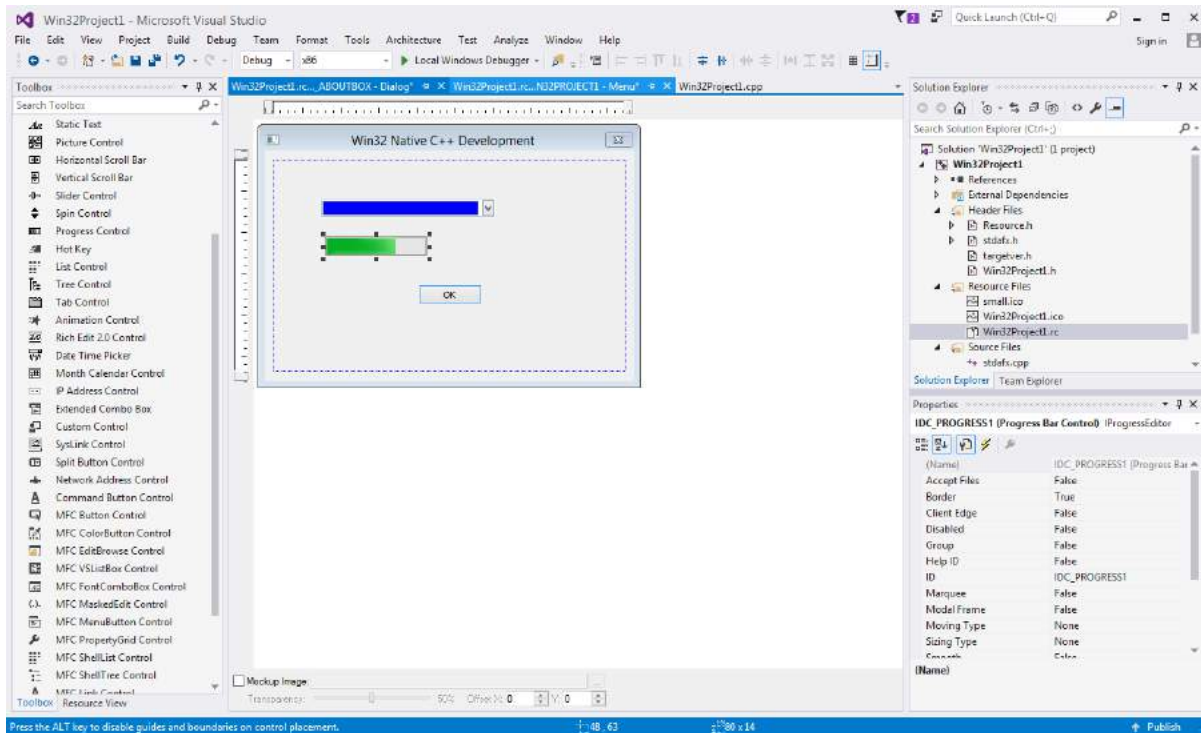 Win32Project1 - Microsoft Visual Studio
2
Quick Launch (Ctrl+Q)
File Edit View Project Build Debug Team Format Tools Architecture Test Analyze Window Help
Sign in
Debug x86 Local Windows Debugger
Toolbox
Search Toolbox
Static Text
Picture Control
Horizontal Scroll Bar
Vertical Scroll Bar
Slider Control
Spin Control
Progress Control
Hot Key
List Control
Tree Control
Tab Control
Animation Control
Rich Edit 2.0 Control
Date Time Picker
Month Calendar Control
IP Address Control
Extended Combo Box
Custom Control
SysLink Control
Split Button Control
Network Address Control
Command Button Control
MFC Button Control
MFC ColorButton Control
MFC EditBrowse Control
MFC VSListBox Control
MFC FontComboBox Control
MFC MaskedEdit Control
MFC MenuButton Control
MFC PropertyGrid Control
MFC ShellList Control
MFC ShellTree Control
MFC Link Control
Toolbox Resource View
Win32Project1.rc..._ABOUTBOX - Dialog* Win32Project1.rc...N32PROJECT1 - Menu* Win32Project1.cpp
Win32 Native C++ Development
OK
Mockup Image:
Transparency: 50% Offset X: 0 Y: 0
Solution Explorer
Search Solution Explorer (Ctrl+;)
Solution 'Win32Project1' (1 project)
Win32Project1
References
External Dependencies
Header Files
Resource.h
stdafx.h
targetver.h
Win32Project1.h
Resource Files
small.ico
Win32Project1.ico
Win32Project1.rc
Source Files
stdafx.cpp
Solution Explorer Team Explorer
Properties
IDC_PROGRESS1 (Progress Bar Control) IProgressEditor
(Name) IDC_PROGRESS1 (Progress Bar
Accept Files False
Border True
Client Edge False
Disabled False
Group False
Help ID False
ID IDC_PROGRESS1
Marquee False
Modal Frame False
Moving Type None
Sizing Type None
Smooth False
(Name)
Press the ALT key to disable guides and boundaries on control placement.
48, 63
80 x 14
Publish